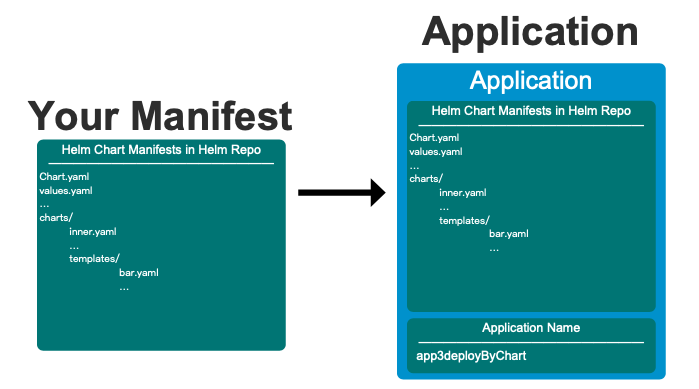 Your Manifest
Helm Chart Manifests in Helm Repo
Chart.yaml
values.yaml
...
charts/
inner.yaml
...
templates/
bar.yaml
...
Application
Application
Helm Chart Manifests in Helm Repo
Chart.yaml
values.yaml
...
charts/
inner.yaml
...
templates/
bar.yaml
...
Application Name
app3deployByChart